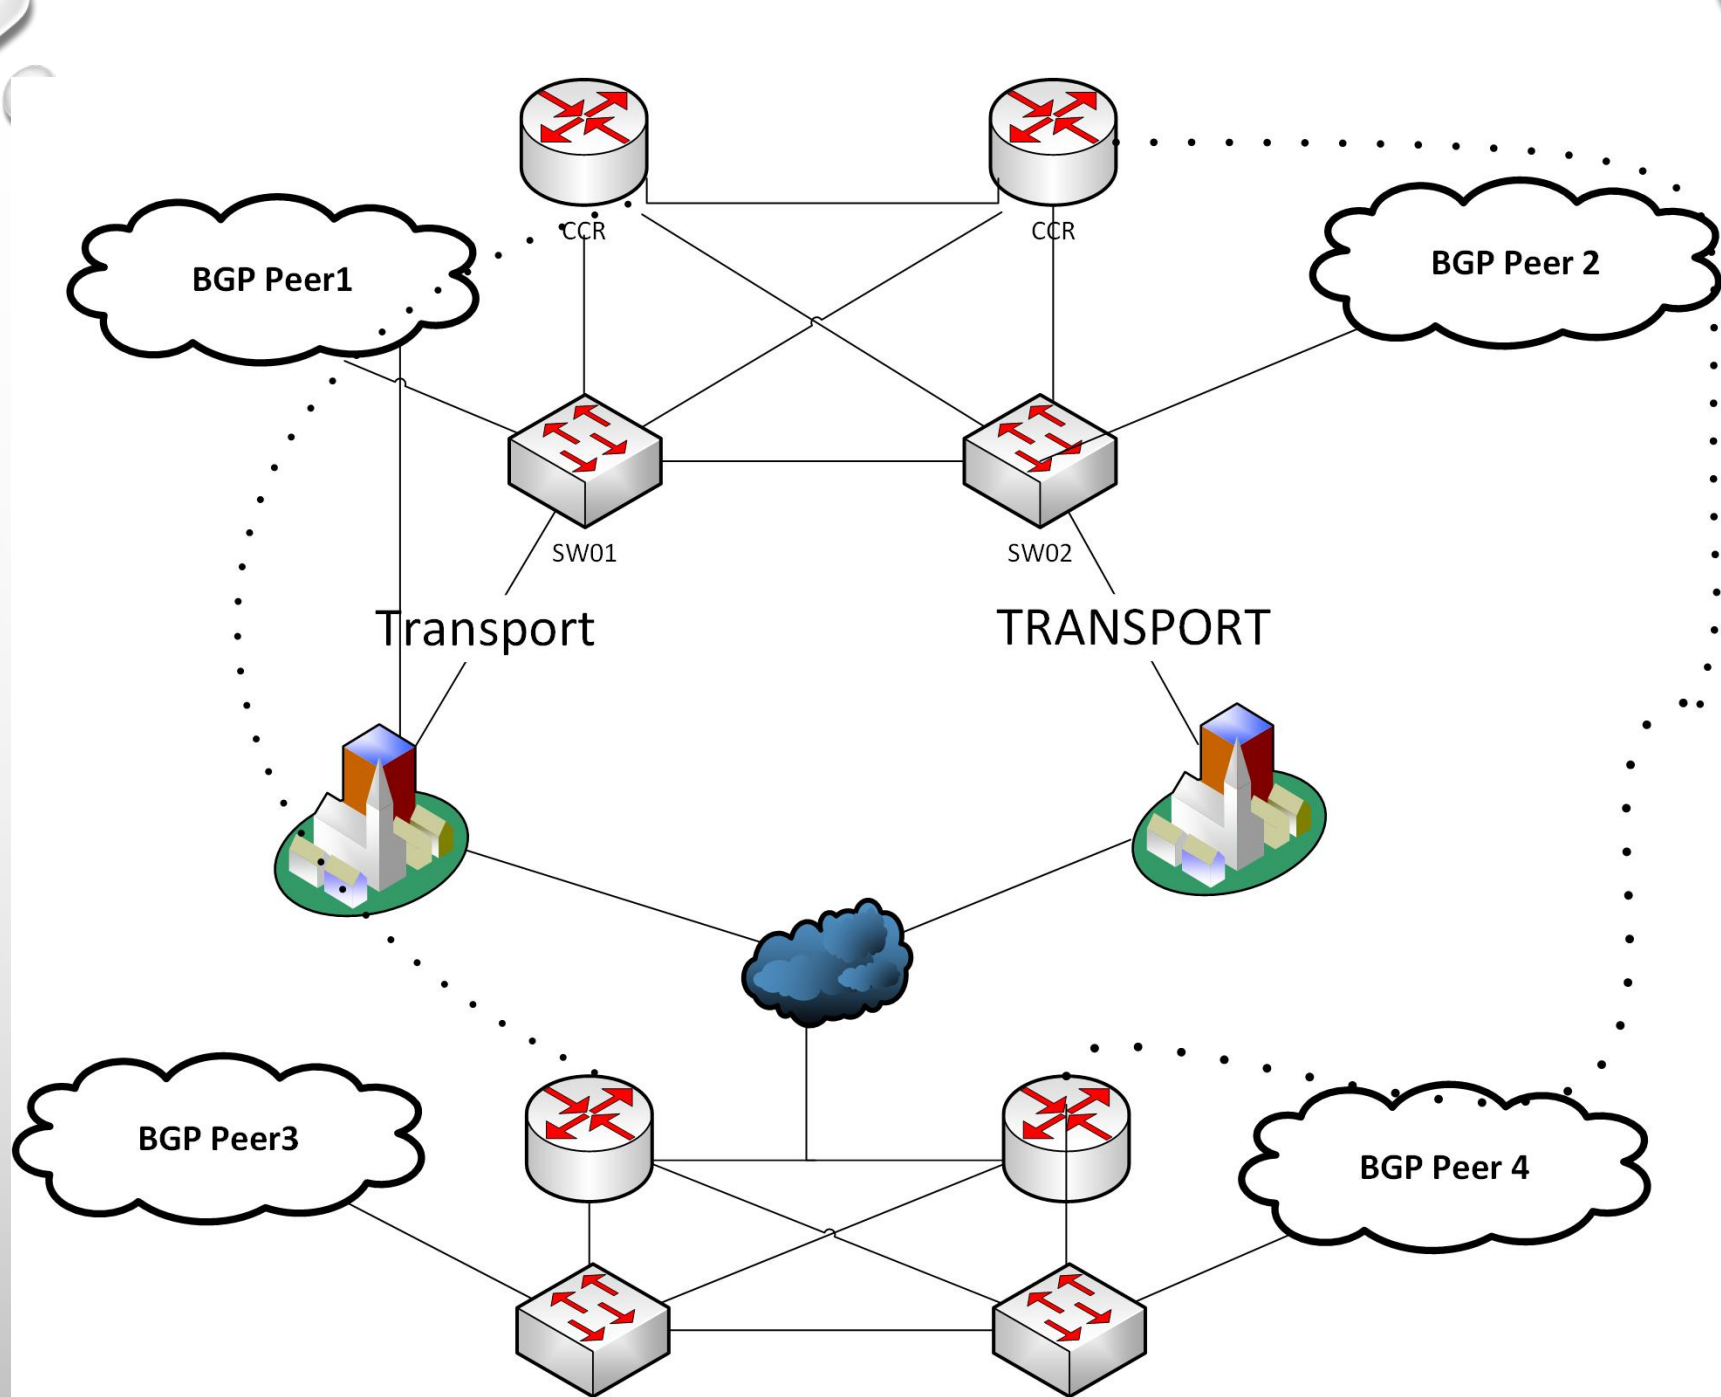 CCR
CCR
BGP Peer1
BGP Peer 2
SW01
SW02
Transport
TRANSPORT
BGP Peer3
BGP Peer 4